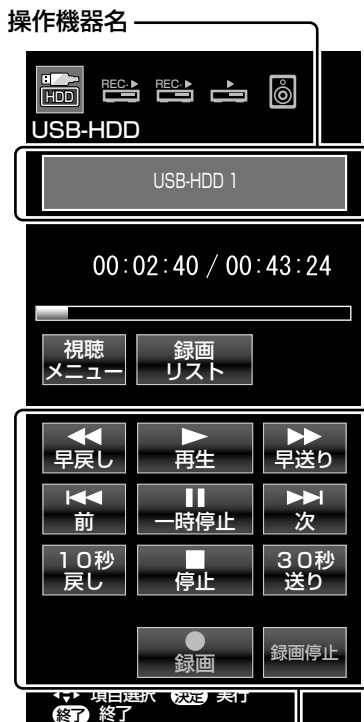 操作機器名
HDD REC REC
USB-HDD
USB-HDD 1
00:02:40 / 00:43:24
視聴メニュー 録画リスト
早戻し 再生 早送り
前 一時停止 次
10秒戻し 停止 30秒送り
録画 録画停止
項目選択 決定 実行
終了 終了